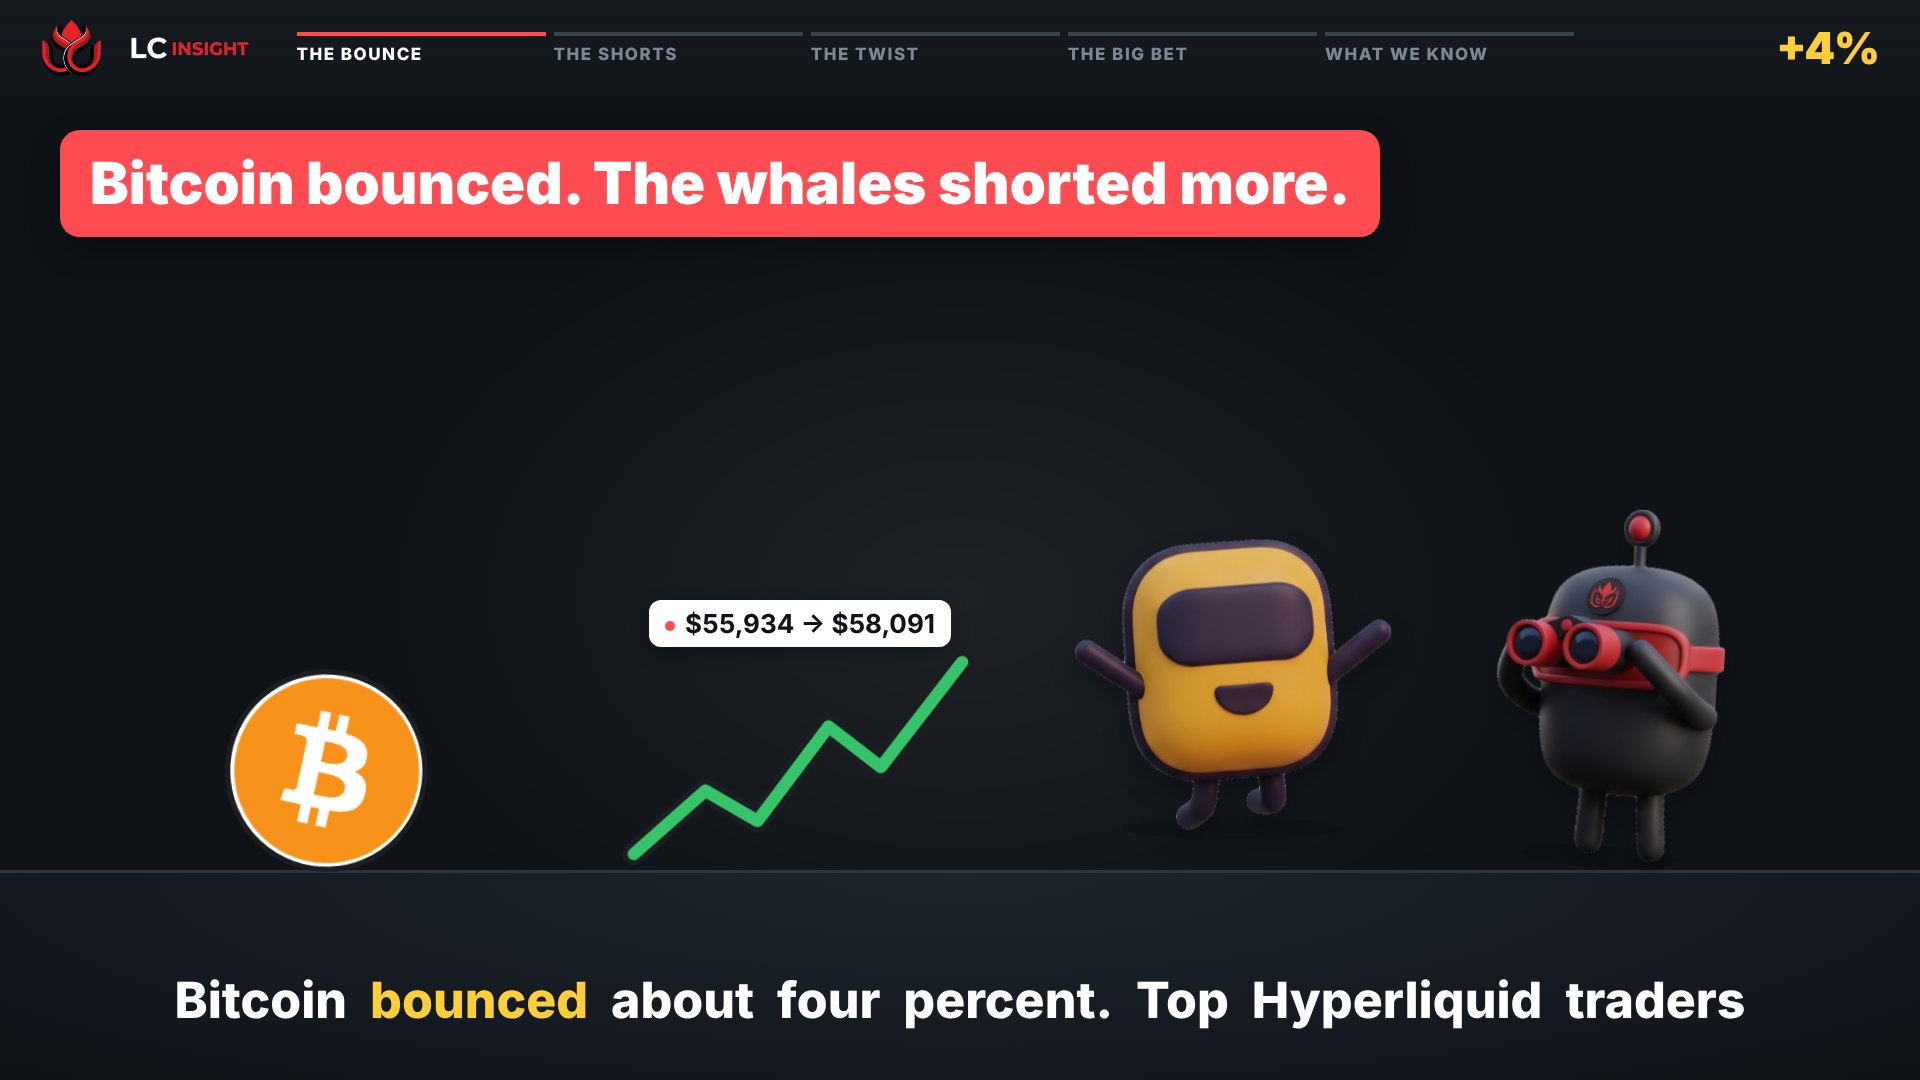 LC INSIGHT
THE BOUNCE
THE SHORTS
THE TWIST
THE BIG BET
WHAT WE KNOW
+4%
Bitcoin bounced. The whales shorted more.
$55,934 → $58,091
Bitcoin bounced about four percent. Top Hyperliquid traders